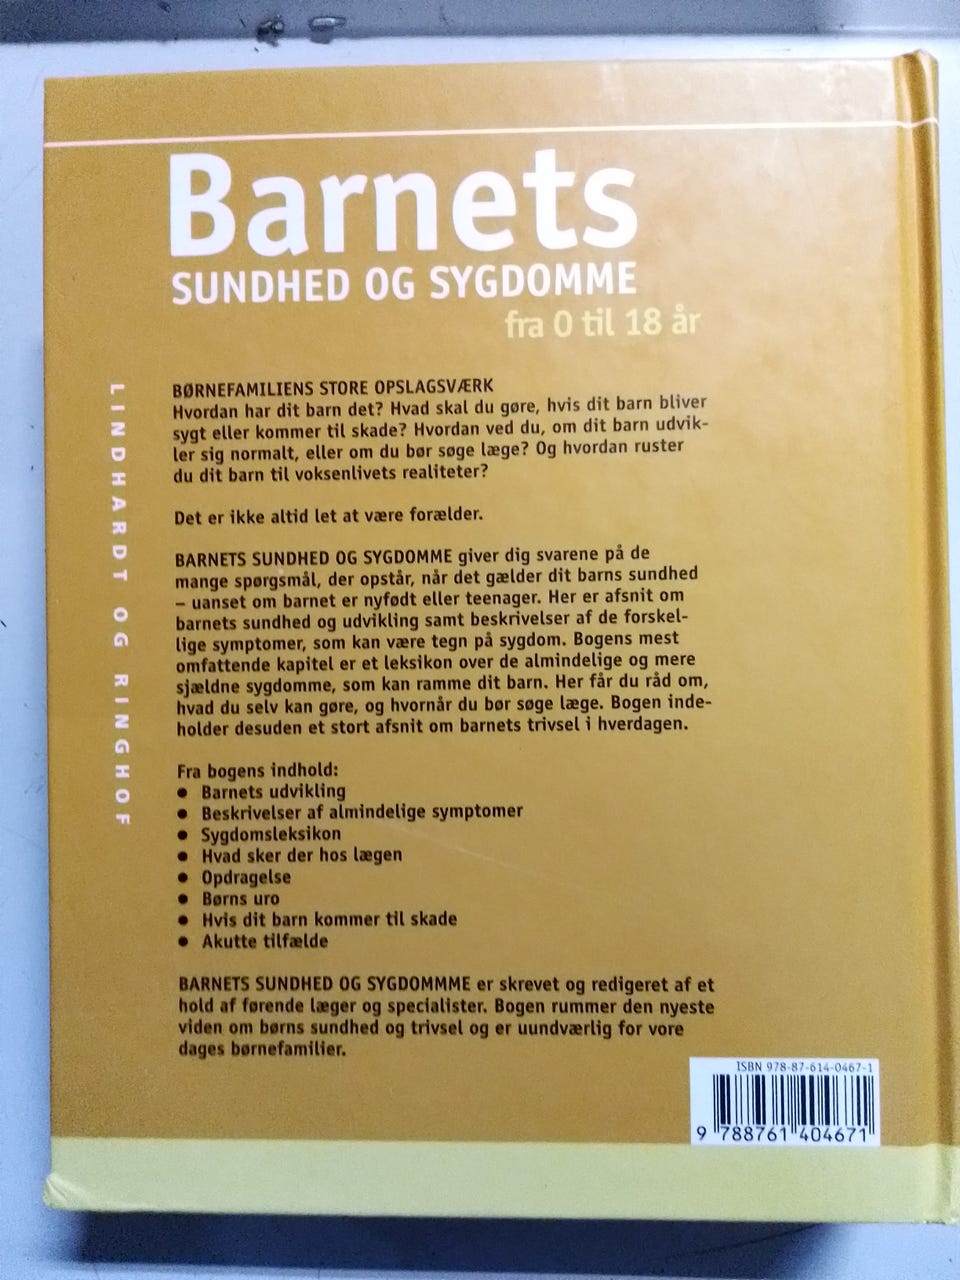 Barnets
SUNDHED OG SYGDOMME
fra 0 til 18 år
LINDHARDT OG RINGHOF
BØRNEFAMILIENS STORE OPSLAGSVÆRK
Hvordan har dit barn det? Hvad skal du gøre, hvis dit barn bliver
sygt eller kommer til skade? Hvordan ved du, om dit barn udvik-
ler sig normalt, eller om du bør søge læge? Og hvordan ruster
du dit barn til voksenlivets realiteter?
Det er ikke altid let at være forælder.
BARNETS SUNDHED OG SYGDOMME giver dig svarene på de
mange spørgsmål, der opstår, når det gælder dit barns sundhed
– uanset om barnet er nyfødt eller teenager. Her er afsnit om
barnets sundhed og udvikling samt beskrivelser af de forskel-
lige symptomer, som kan være tegn på sygdom. Bogens mest
omfattende kapitel er et leksikon over de almindelige og mere
sjældne sygdomme, som kan ramme dit barn. Her får du råd om,
hvad du selv kan gøre, og hvornår du bør søge læge. Bogen inde-
holder desuden et stort afsnit om barnets trivsel i hverdagen.
Fra bogens indhold:
● Barnets udvikling
● Beskrivelser af almindelige symptomer
● Sygdomsleksikon
● Hvad sker der hos lægen
● Opdragelse
● Børns uro
● Hvis dit barn kommer til skade
● Akutte tilfælde
BARNETS SUNDHED OG SYGDOMMME er skrevet og redigeret af et
hold af førende læger og specialister. Bogen rummer den nyeste
viden om børns sundhed og trivsel og er uundværlig for vore
dages børnefamilier.
ISBN 978-87-614-0467-1
9 788761 404671